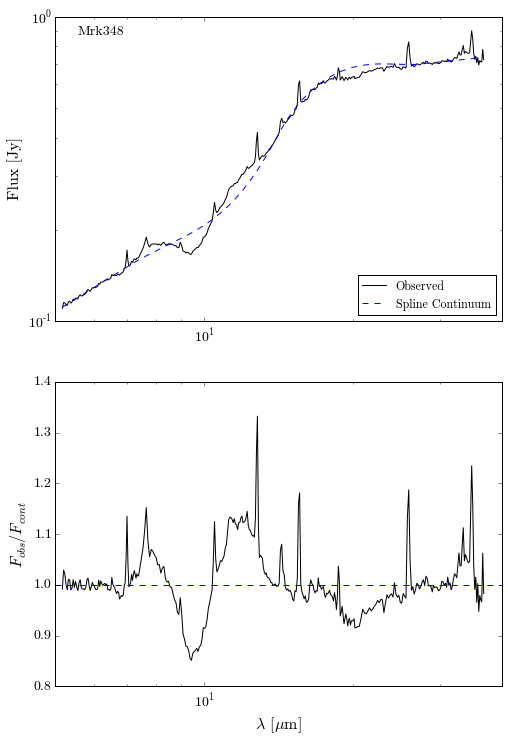 10^0
Mrk348
Flux [Jy]
Observed
Spline Continuum
10^-1
10^1
1.4
1.3
1.2
1.1
1.0
0.9
0.8
F_obs/F_cont
10^1
λ [μm]